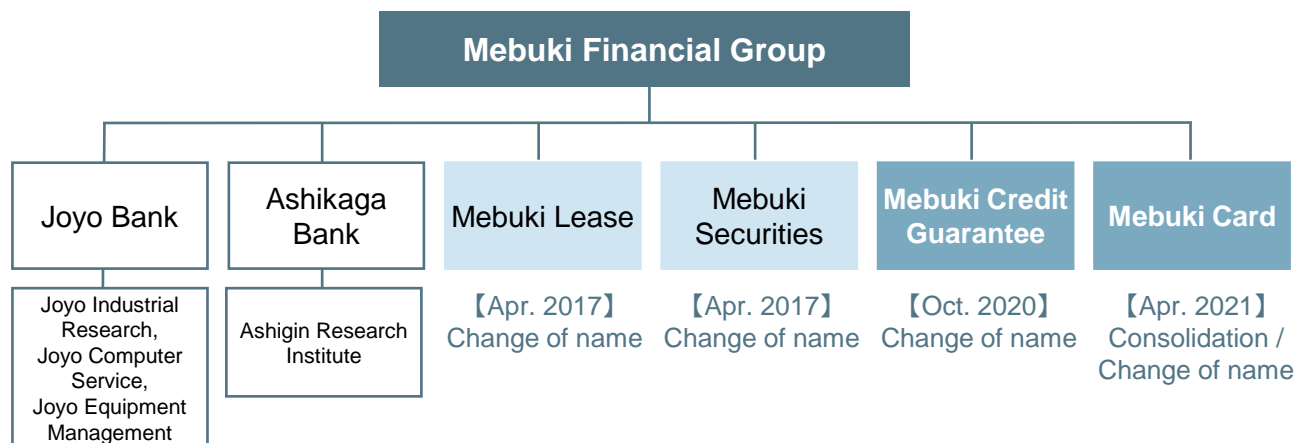 Mebuki Financial Group
Joyo Bank
Ashikaga
Bank
Mebuki Lease
Mebuki
Securities
Mebuki Credit
Guarantee
Mebuki Card
Joyo Industrial
Research,
Joyo Computer
Service,
Joyo Equipment
Management
Ashigin Research
Institute
【Apr. 2017】
Change of name
【Apr. 2017】
Change of name
【Oct. 2020】
Change of name
【Apr. 2021】
Consolidation /
Change of name